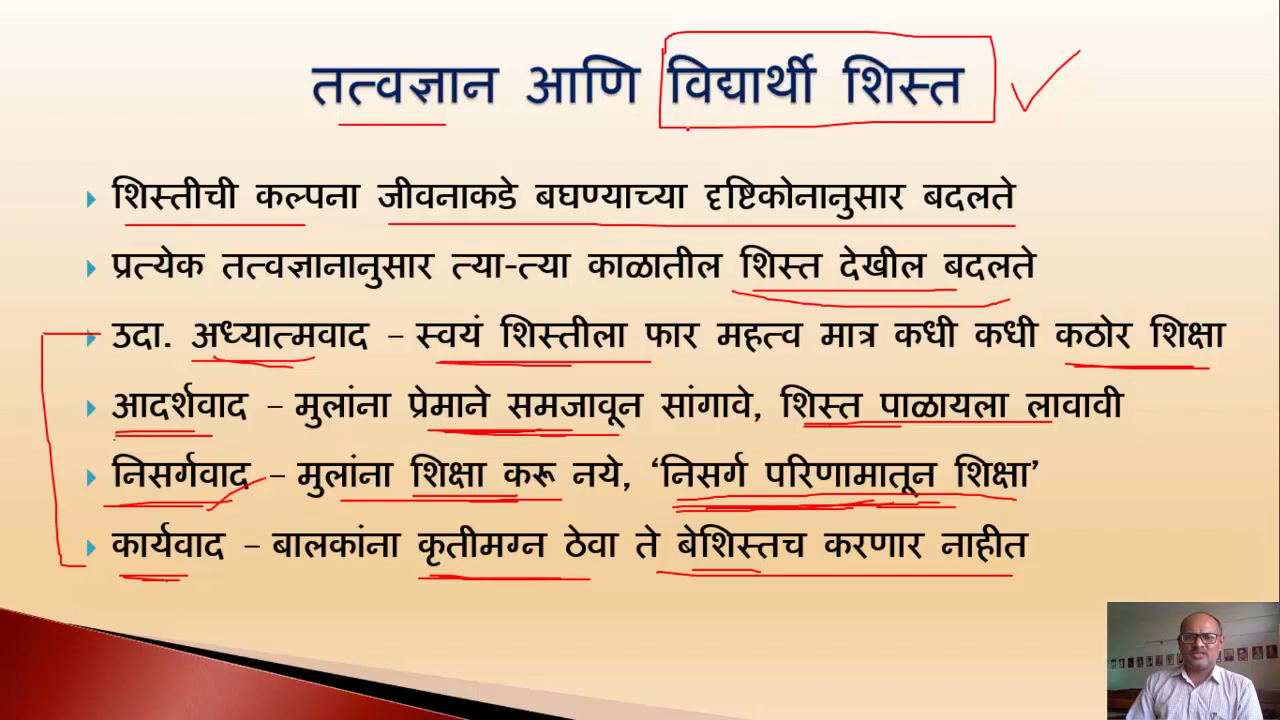 तत्वज्ञान आणि विद्यार्थी शिस्त
शिस्तीची कल्पना जीवनाकडे बघण्याच्या दृष्टिकोनानुसार बदलते
प्रत्येक तत्वज्ञानानुसार त्या-त्या काळातील शिस्त देखील बदलते
उदा. अध्यात्मवाद – स्वयं शिस्तीला फार महत्व मात्र कधी कधी कठोर शिक्षा
आदर्शवाद – मुलांना प्रेमाने समजावून सांगावे, शिस्त पाळायला लावावी
निसर्गवाद – मुलांना शिक्षा करू नये, ‘निसर्ग परिणामातून शिक्षा’
कार्यवाद – बालकांना कृतीमग्न ठेवा ते बेशिस्तच करणार नाहीत